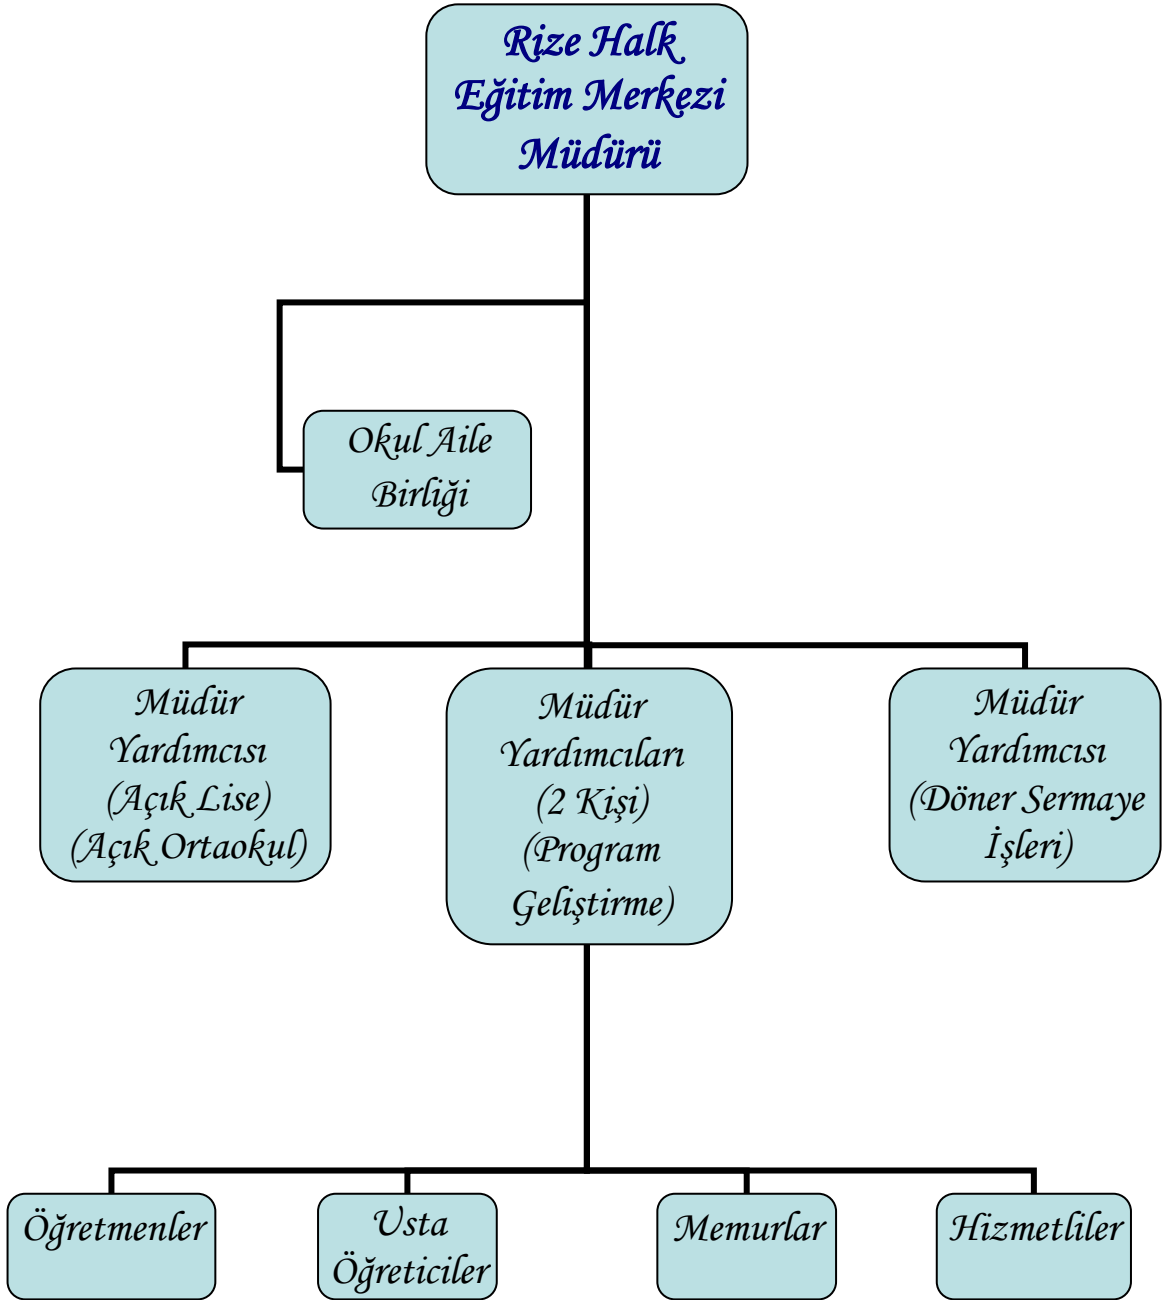 Rize Halk
Eğitim Merkezi
Müdürü
Okul Aile
Birliği
Müdür
Yardımcısı
(Açık Lise)
(Açık Ortaokul)
Müdür
Yardımcıları
(2 Kişi)
(Program
Geliştirme)
Müdür
Yardımcısı
(Döner Sermaye
İşleri)
Öğretmenler
Usta
Öğreticiler
Memurlar
Hizmetliler